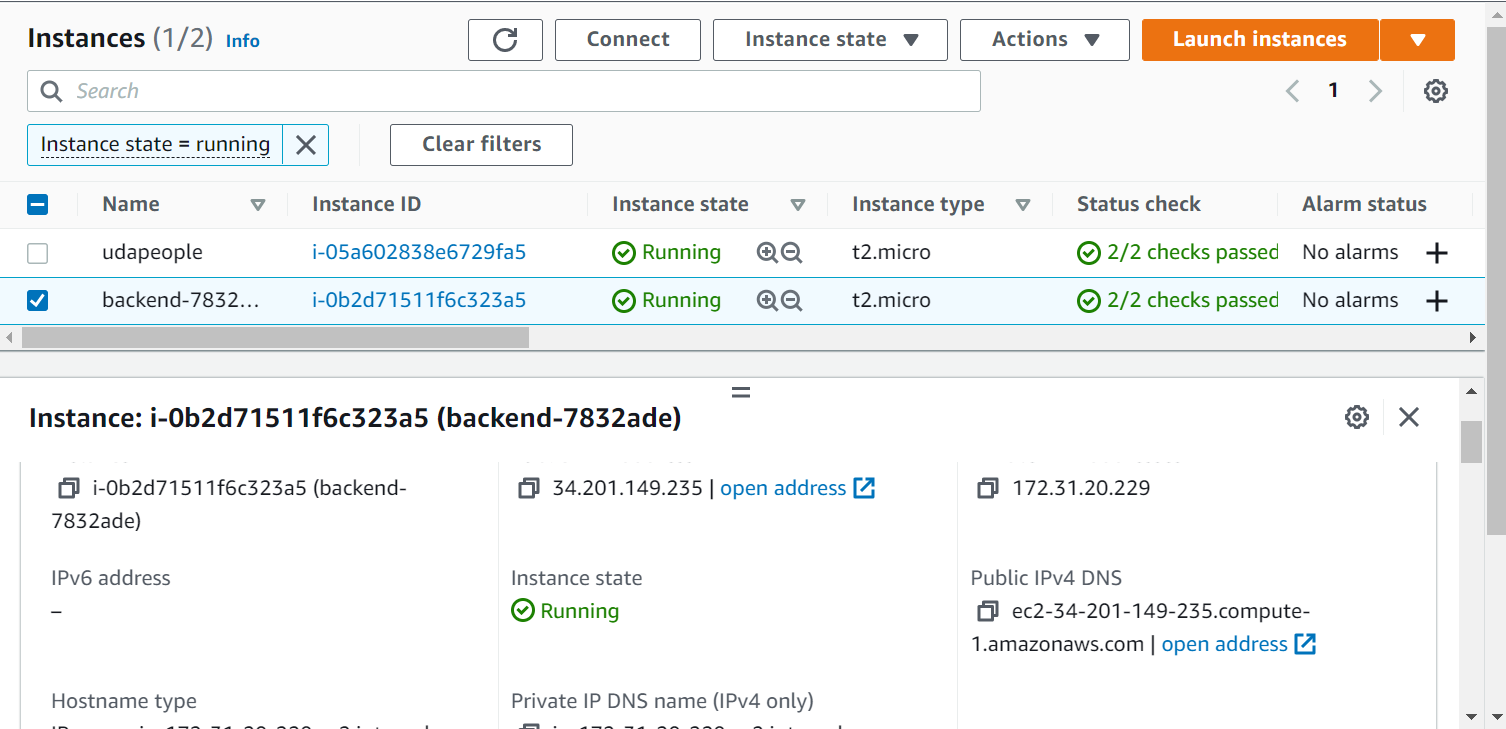 Instances (1/2) Info
Connect
Instance state
Actions
Launch instances
Search
1
Instance state = running
Clear filters
Name Instance ID Instance state Instance type Status check Alarm status
udapeople i-05a602838e6729fa5 Running t2.micro 2/2 checks passed No alarms
backend-7832... i-0b2d71511f6c323a5 Running t2.micro 2/2 checks passed No alarms
Instance: i-0b2d71511f6c323a5 (backend-7832ade)
i-0b2d71511f6c323a5 (backend-
7832ade)
34.201.149.235 | open address
172.31.20.229
IPv6 address
–
Instance state
Running
Public IPv4 DNS
ec2-34-201-149-235.compute-
1.amazonaws.com | open address
Hostname type
Private IP DNS name (IPv4 only)